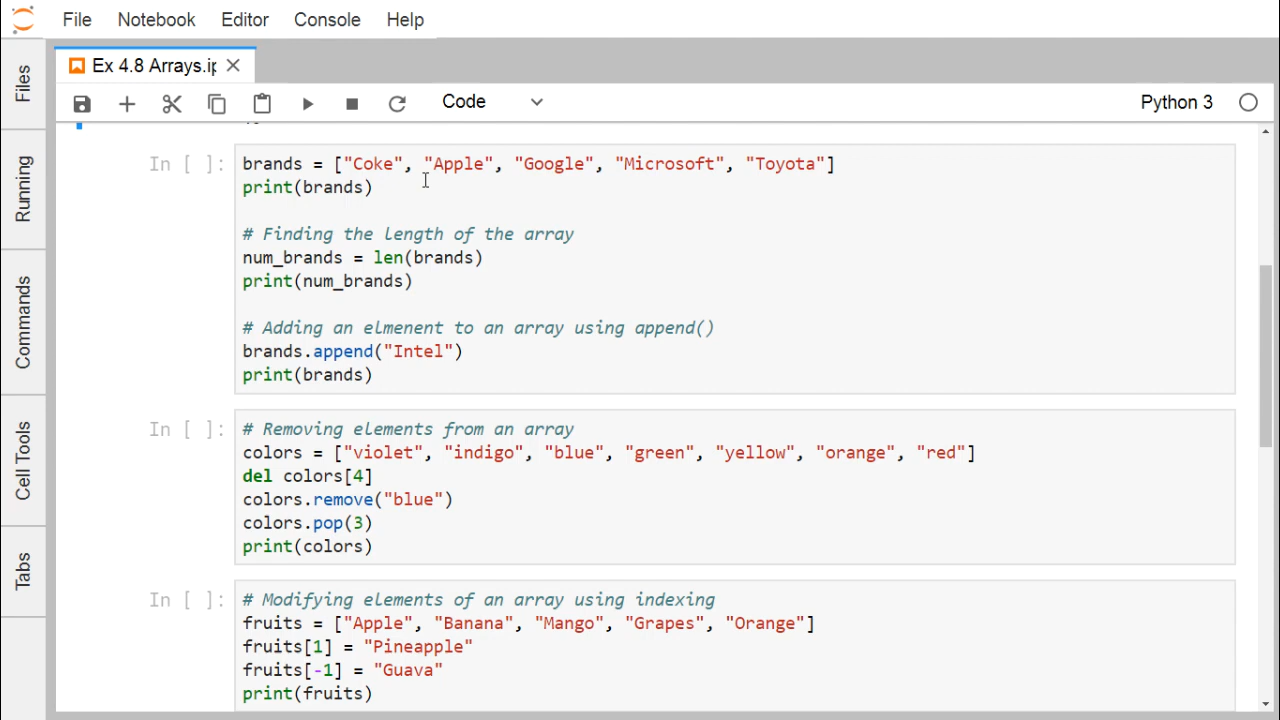 File Notebook Editor Console Help
Ex 4.8 Arrays.ip
Code
Python 3
Files
Running
Commands
Cell Tools
Tabs
In [ ]:
brands = ["Coke", "Apple", "Google", "Microsoft", "Toyota"]
print(brands)
# Finding the length of the array
num_brands = len(brands)
print(num_brands)
# Adding an elmenent to an array using append()
brands.append("Intel")
print(brands)
In [ ]:
# Removing elements from an array
colors = ["violet", "indigo", "blue", "green", "yellow", "orange", "red"]
del colors[4]
colors.remove("blue")
colors.pop(3)
print(colors)
In [ ]:
# Modifying elements of an array using indexing
fruits = ["Apple", "Banana", "Mango", "Grapes", "Orange"]
fruits[1] = "Pineapple"
fruits[-1] = "Guava"
print(fruits)